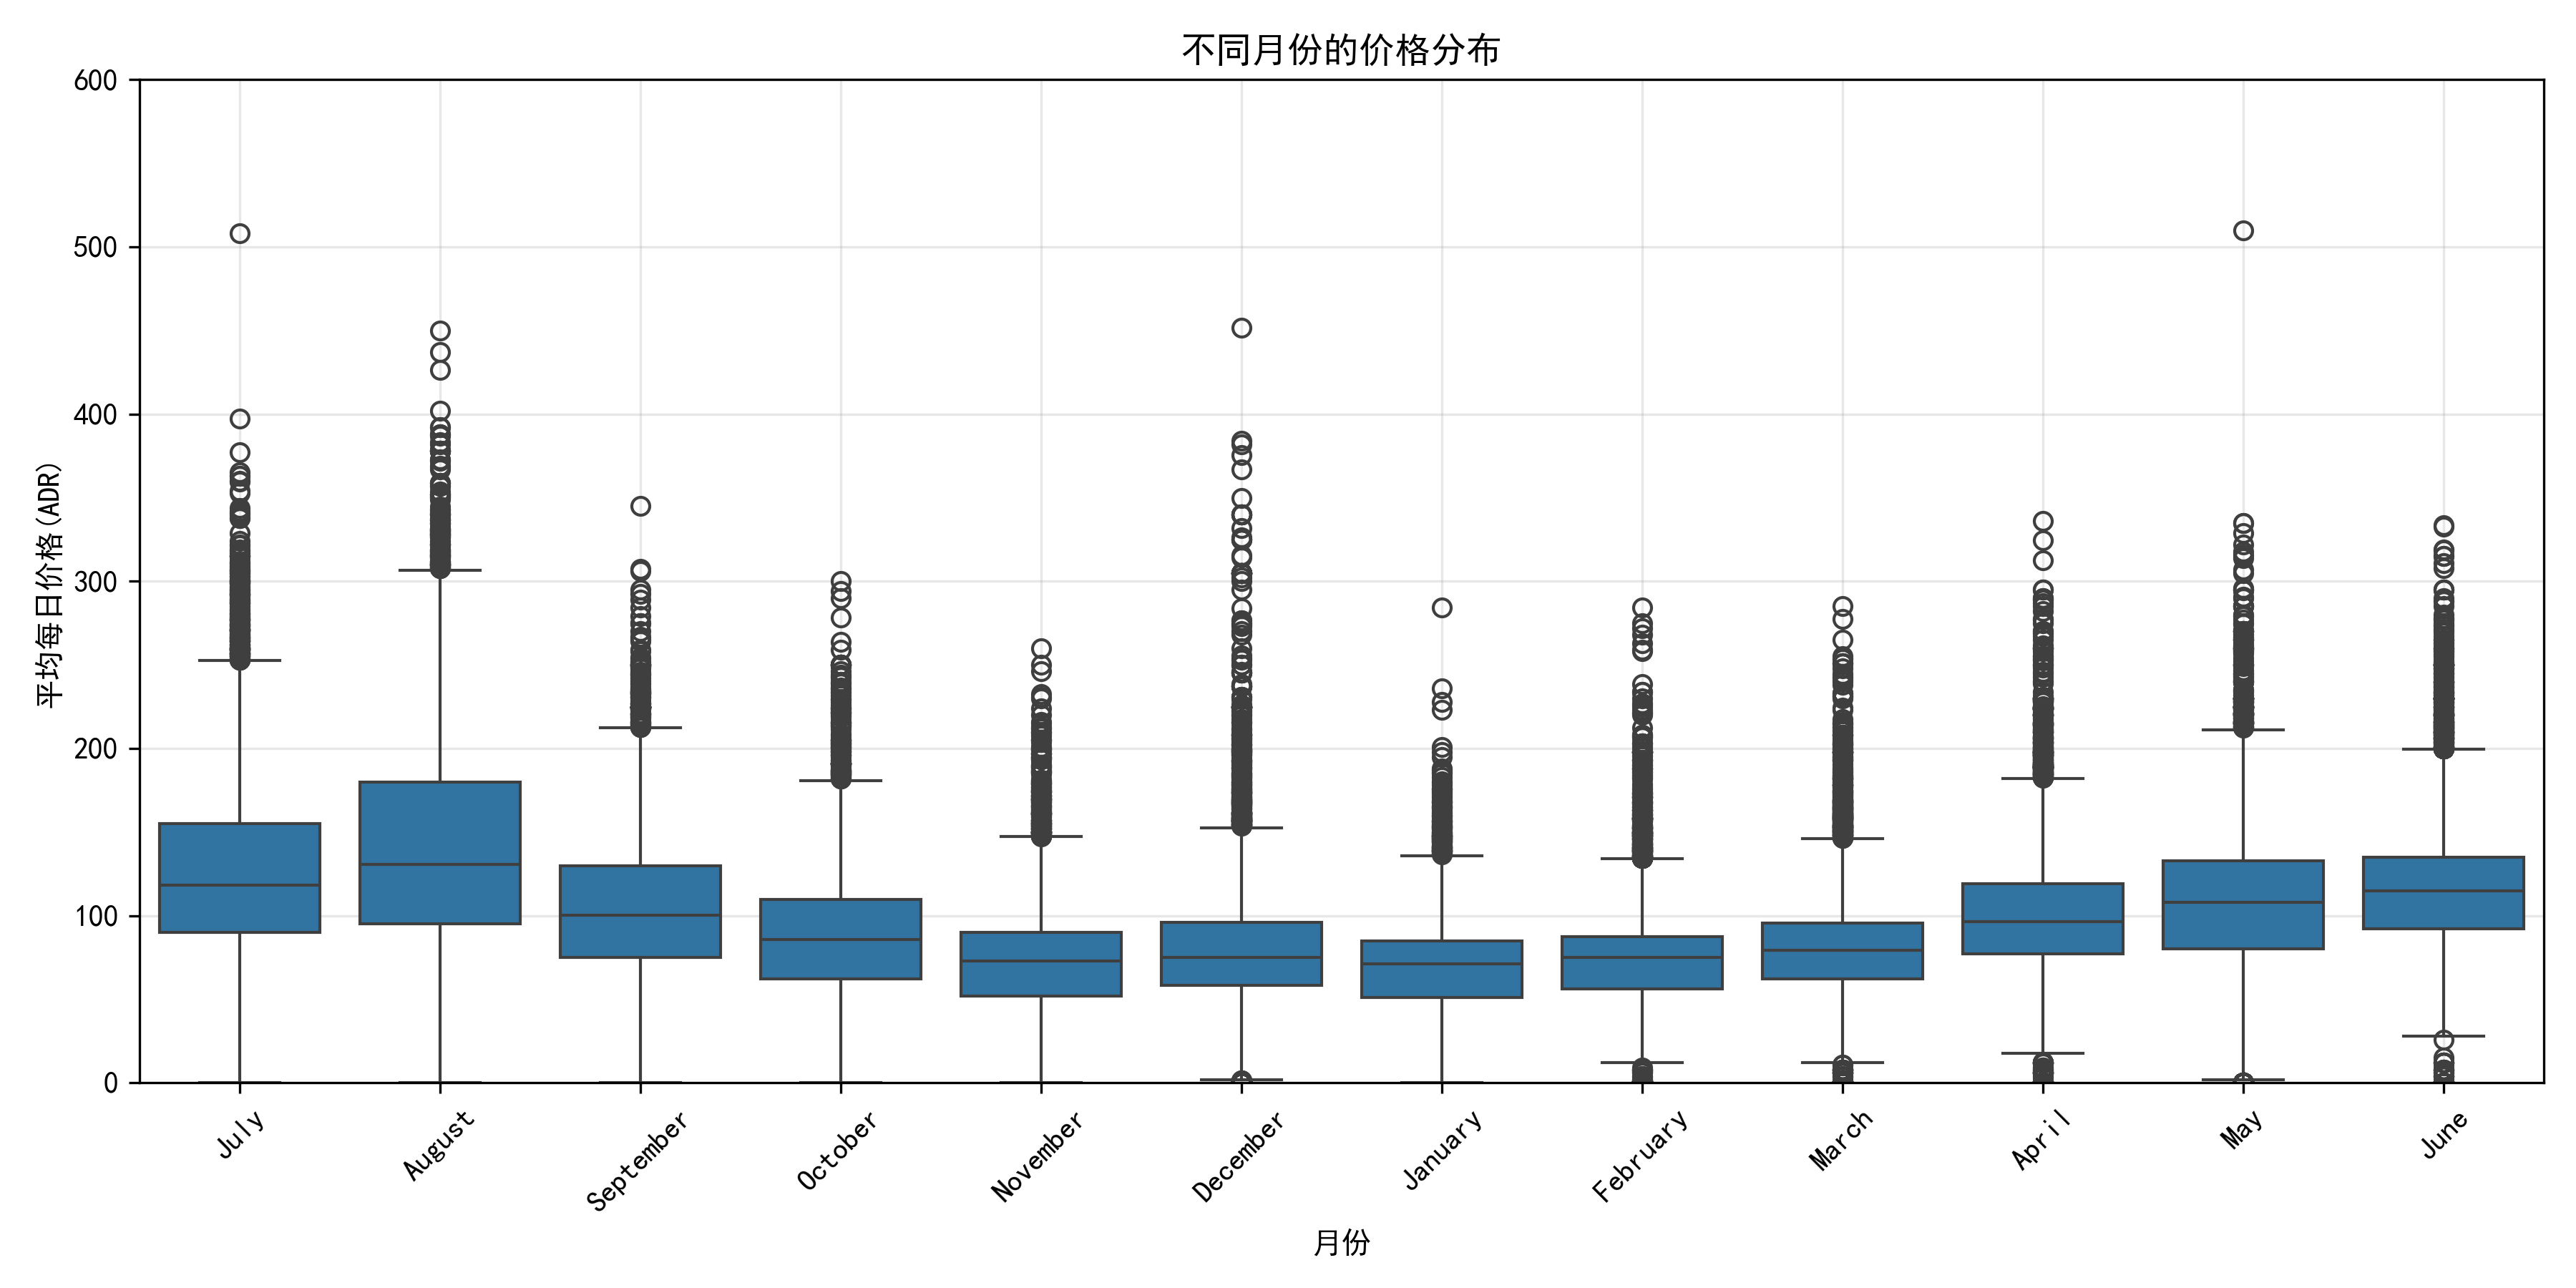 不同月份的价格分布
平均每日价格(ADR)
600
500
400
300
200
100
0
July
August
September
October
November
December
January
February
March
April
May
June
月份